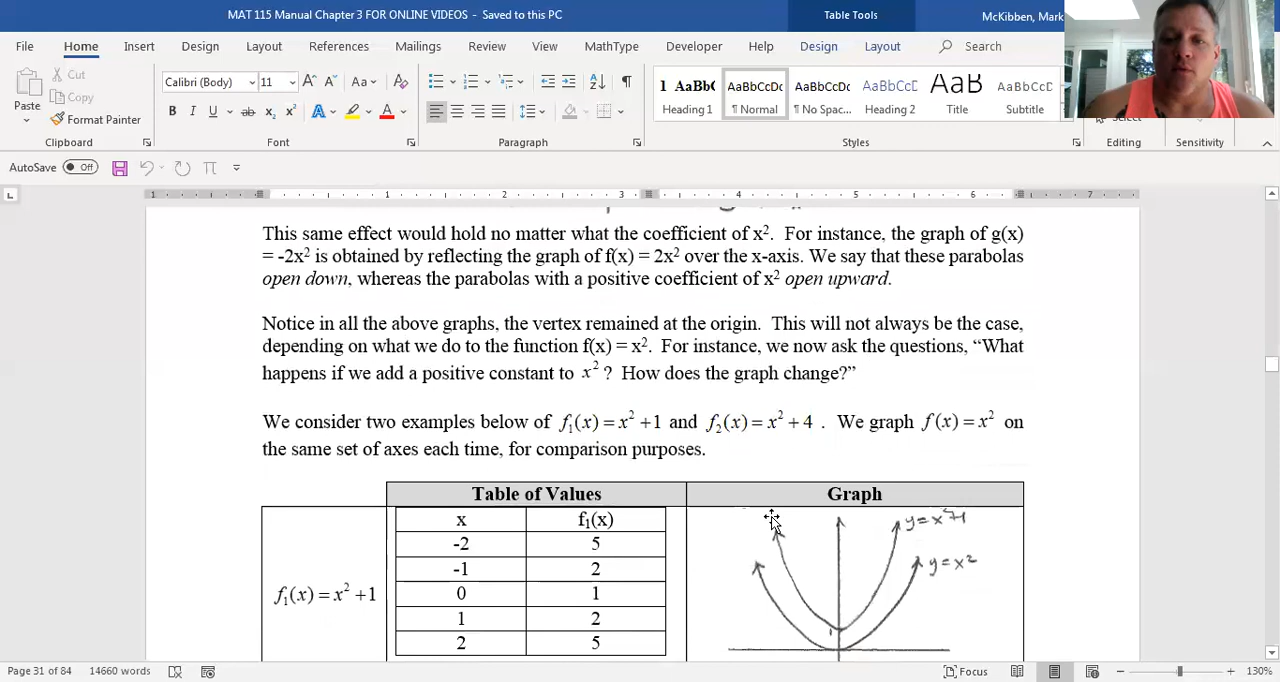 MAT 115 Manual Chapter 3 FOR ONLINE VIDEOS - Saved to this PC
Table Tools
McKibben, Mark
File Home Insert Design Layout References Mailings Review View MathType Developer Help Design Layout Search
Paste
Cut
Copy
Format Painter
Calibri (Body) 11
1 AaBb( AaBbCcDc AaBbCcDc AaBbCcD AaB AaBbCcD
Heading 1 ¶ Normal ¶ No Spac... Heading 2 Title Subtitle
Clipboard Font Paragraph Styles Editing Sensitivity
AutoSave Off
1 1 2 3 4 5 6 7
This same effect would hold no matter what the coefficient of x². For instance, the graph of g(x)
= -2x² is obtained by reflecting the graph of f(x) = 2x² over the x-axis. We say that these parabolas
open down, whereas the parabolas with a positive coefficient of x² open upward.
Notice in all the above graphs, the vertex remained at the origin. This will not always be the case,
depending on what we do to the function f(x) = x². For instance, we now ask the questions, “What
happens if we add a positive constant to x² ? How does the graph change?”
We consider two examples below of f₁(x) = x² + 1 and f₂(x) = x² + 4 . We graph f(x) = x² on
the same set of axes each time, for comparison purposes.
Table of Values Graph
x f₁(x)
-2 5
-1 2
0 1
1 2
2 5
f₁(x) = x² + 1
y = x²+1
y = x²
1
Page 31 of 84 14660 words Focus 130%